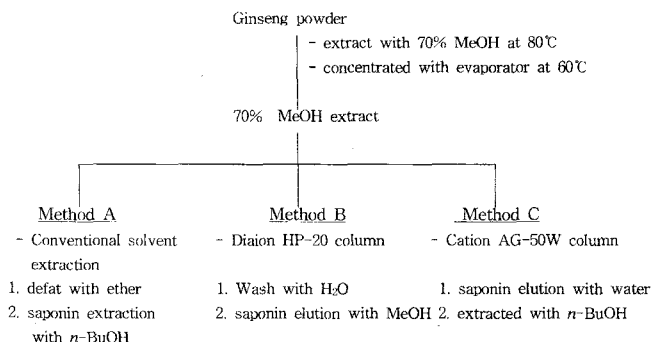 Ginseng powder
- extract with 70% MeOH at 80℃
- concentrated with evaporator at 60℃
70% MeOH extract
Method A
- Conventional solvent
extraction
1. defat with ether
2. saponin extraction
with n-BuOH
Method B
- Diaion HP-20 column
1. Wash with H₂O
2. saponin elution with MeOH
Method C
- Cation AG-50W column
1. saponin elution with water
2. extracted with n-BuOH